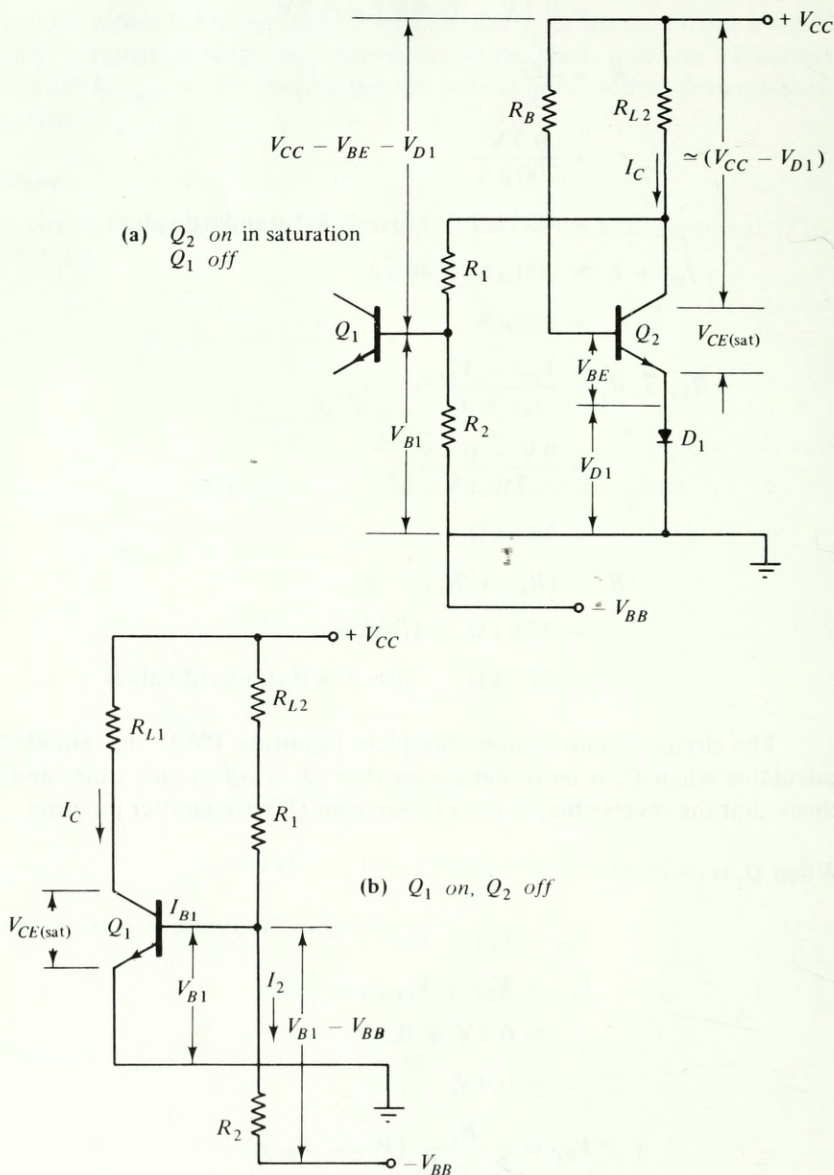 + V_CC
R_B
R_L2
V_CC − V_BE − V_D1
I_C
≃(V_CC − V_D1)
(a) Q_2 on in saturation
Q_1 off
R_1
Q_1
Q_2
V_CE(sat)
V_BE
V_B1
R_2
V_D1
D_1
− V_BB
+ V_CC
R_L2
R_L1
I_C
R_1
(b) Q_1 on, Q_2 off
V_CE(sat)
Q_1
I_B1
V_B1
I_2
V_B1 − V_BB
R_2
−V_BB